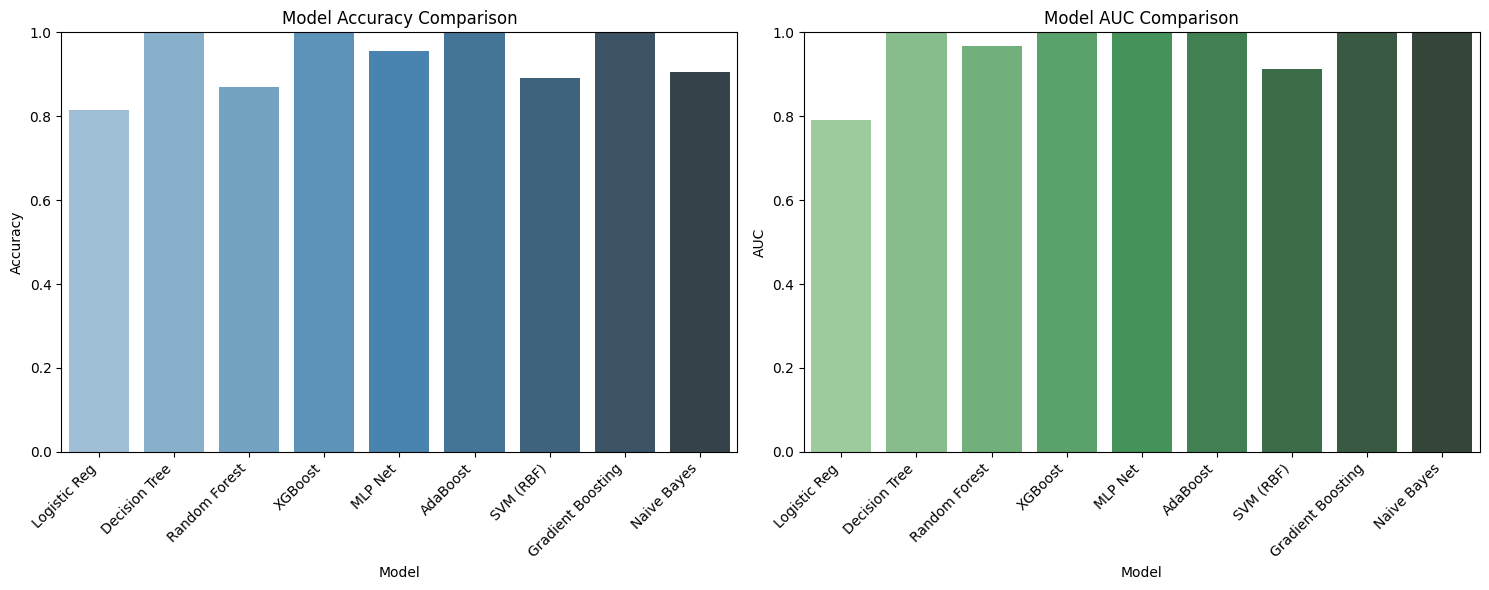 Model Accuracy Comparison
Accuracy
1.0
0.8
0.6
0.4
0.2
0.0
Logistic Reg
Decision Tree
Random Forest
XGBoost
MLP Net
AdaBoost
SVM (RBF)
Gradient Boosting
Naive Bayes
Model
Model AUC Comparison
AUC
1.0
0.8
0.6
0.4
0.2
0.0
Logistic Reg
Decision Tree
Random Forest
XGBoost
MLP Net
AdaBoost
SVM (RBF)
Gradient Boosting
Naive Bayes
Model